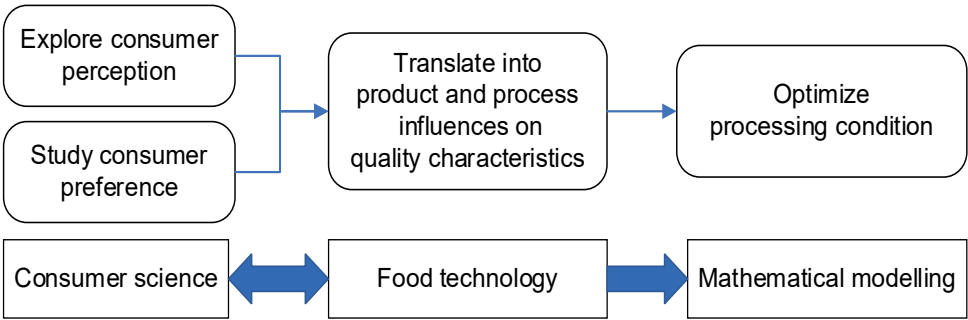 Explore consumer
perception
Study consumer
preference
Translate into
product and process
influences on
quality characteristics
Optimize
processing condition
Consumer science
Food technology
Mathematical modelling